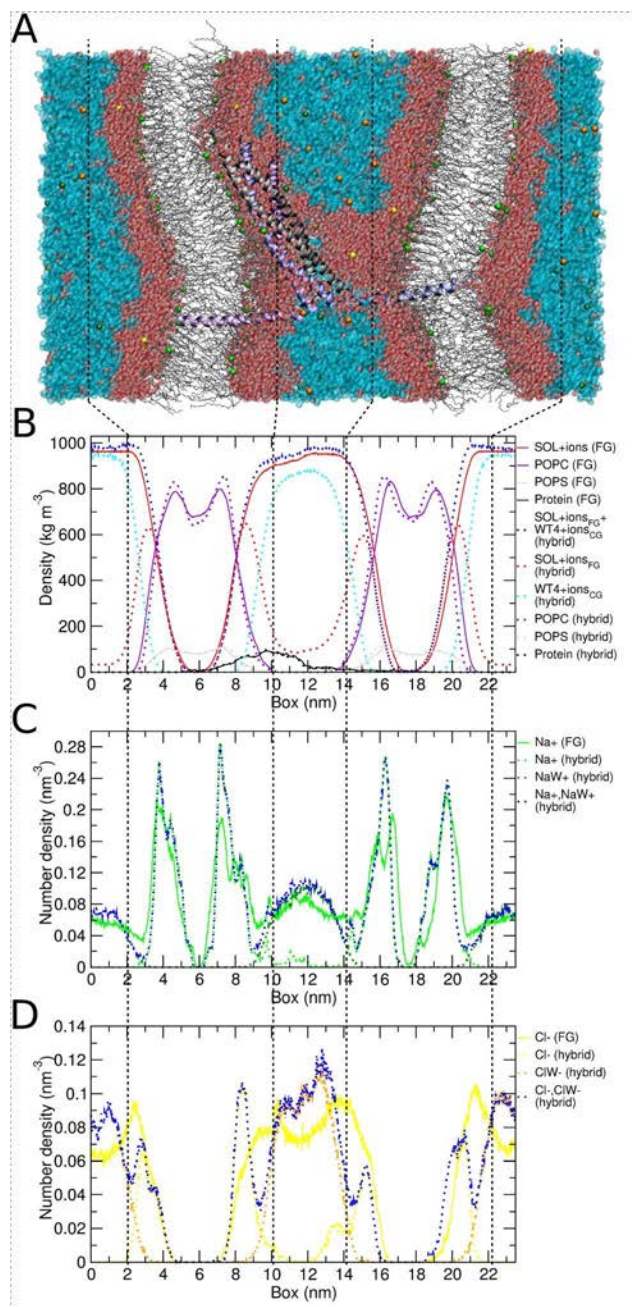 A
B
1000
800
600
400
200
0
Density (kg m-3)
0 2 4 6 8 10 12 14 16 18 20 22
Box (nm)
SOL+ions (FG)
POPC (FG)
POPS (FG)
Protein (FG)
SOL+ionsFG+
WT4+ionsCG
(hybrid)
SOL+ionsFG
(hybrid)
WT4+ionsCG
(hybrid)
POPC (hybrid)
POPS (hybrid)
Protein (hybrid)
C
0.28
0.24
0.2
0.16
0.12
0.08
0.04
0
Number density (nm-3)
0 2 4 6 8 10 12 14 16 18 20 22
Box (nm)
Na+ (FG)
Na+ (hybrid)
NaW+ (hybrid)
Na+,NaW+
(hybrid)
D
0.14
0.12
0.1
0.08
0.06
0.04
0.02
0
Number density (nm-3)
0 2 4 6 8 10 12 14 16 18 20 22
Box (nm)
Cl- (FG)
Cl- (hybrid)
ClW- (hybrid)
Cl-,ClW-
(hybrid)